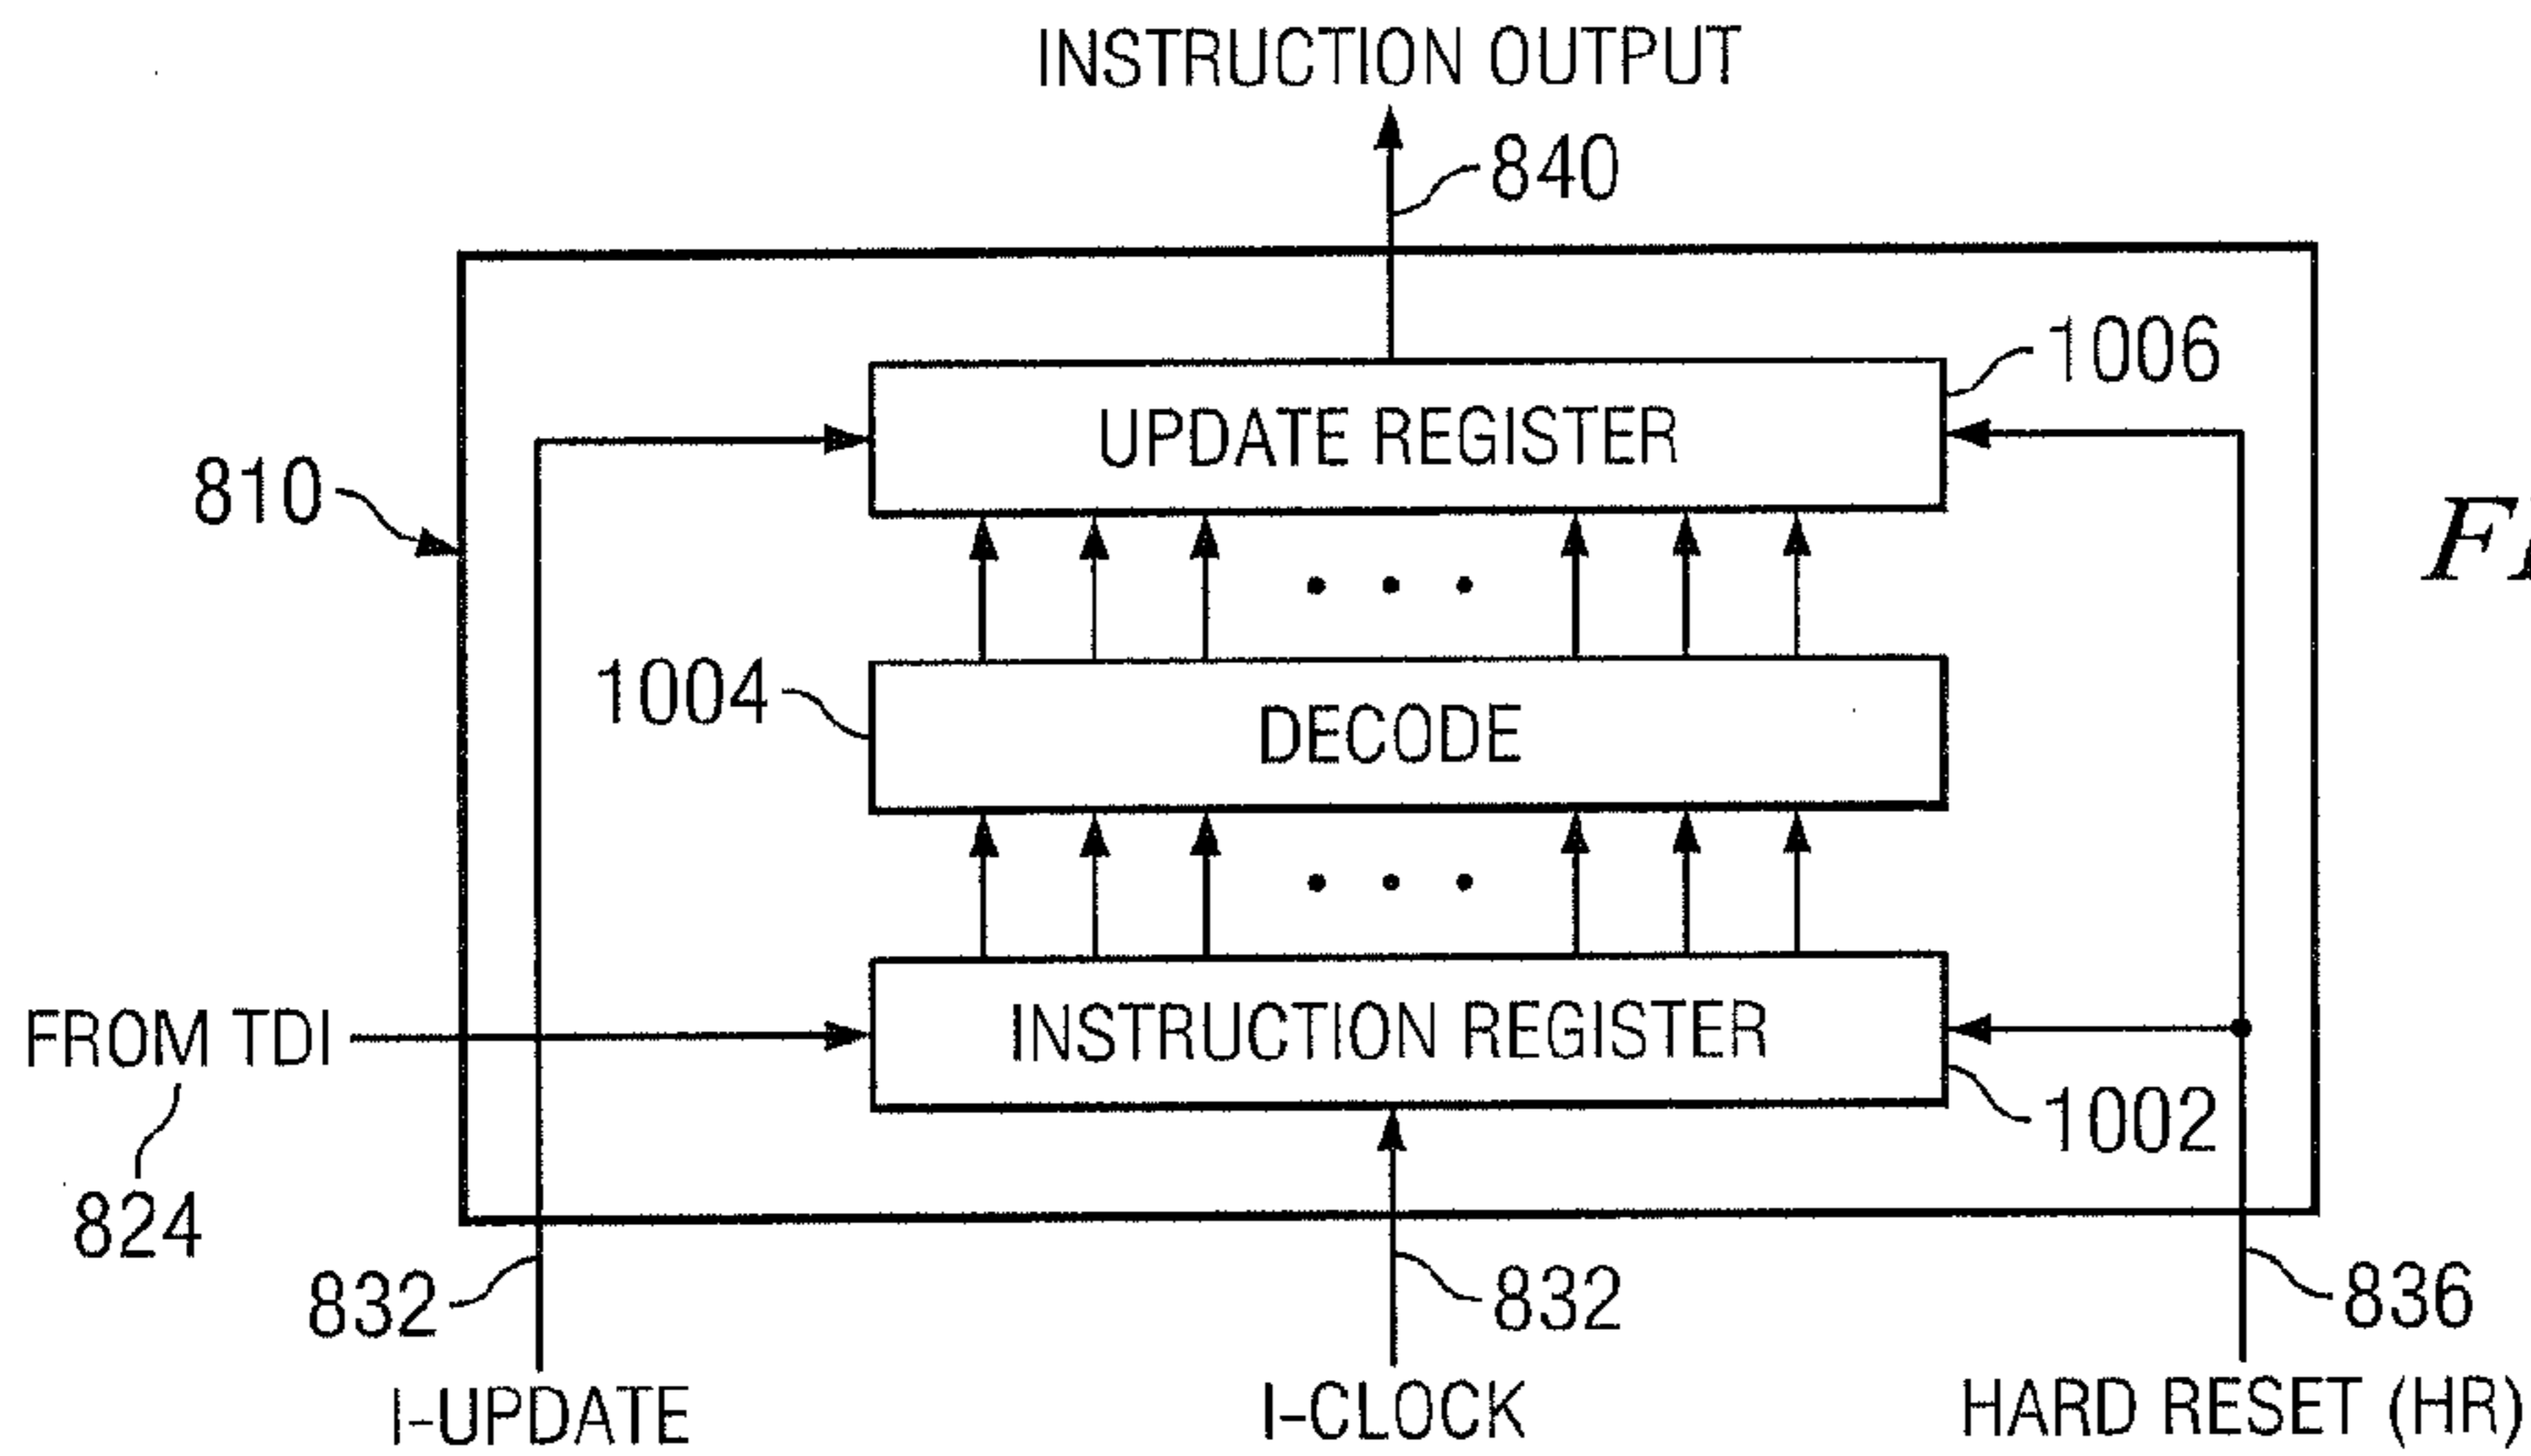 INSTRUCTION OUTPUT
840
1006
UPDATE REGISTER
810
1004
DECODE
FROM TDI
INSTRUCTION REGISTER
1002
824
832
832
836
I-UPDATE
I-CLOCK
HARD RESET (HR)